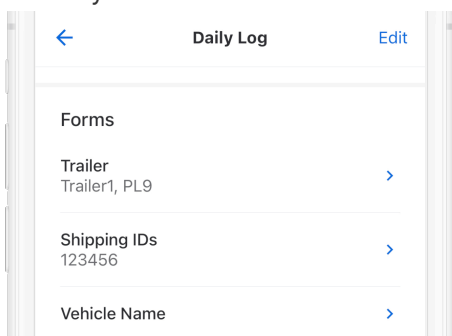 Daily Log
Edit
Forms
Trailer
Trailer1, PL9
Shipping IDs
123456
Vehicle Name